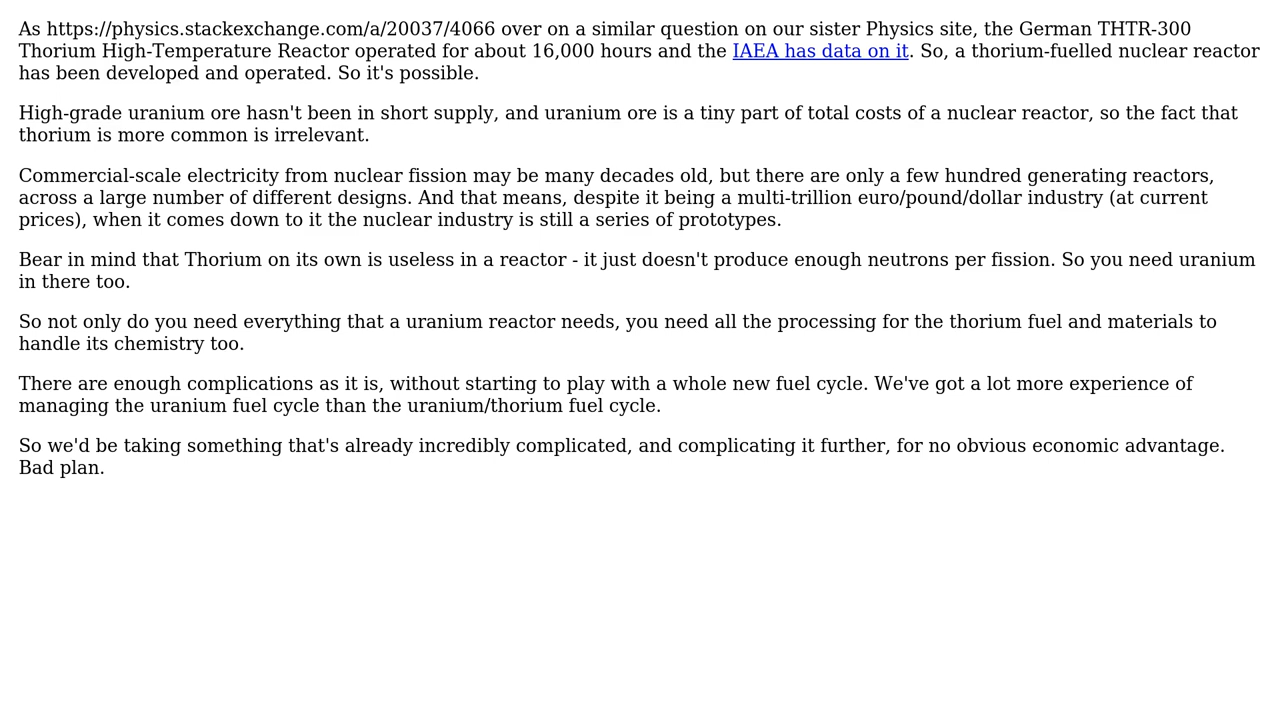 As https://physics.stackexchange.com/a/20037/4066 over on a similar question on our sister Physics site, the German THTR-300
Thorium High-Temperature Reactor operated for about 16,000 hours and the IAEA has data on it. So, a thorium-fuelled nuclear reactor
has been developed and operated. So it's possible.
High-grade uranium ore hasn't been in short supply, and uranium ore is a tiny part of total costs of a nuclear reactor, so the fact that
thorium is more common is irrelevant.
Commercial-scale electricity from nuclear fission may be many decades old, but there are only a few hundred generating reactors,
across a large number of different designs. And that means, despite it being a multi-trillion euro/pound/dollar industry (at current
prices), when it comes down to it the nuclear industry is still a series of prototypes.
Bear in mind that Thorium on its own is useless in a reactor - it just doesn't produce enough neutrons per fission. So you need uranium
in there too.
So not only do you need everything that a uranium reactor needs, you need all the processing for the thorium fuel and materials to
handle its chemistry too.
There are enough complications as it is, without starting to play with a whole new fuel cycle. We've got a lot more experience of
managing the uranium fuel cycle than the uranium/thorium fuel cycle.
So we'd be taking something that's already incredibly complicated, and complicating it further, for no obvious economic advantage.
Bad plan.